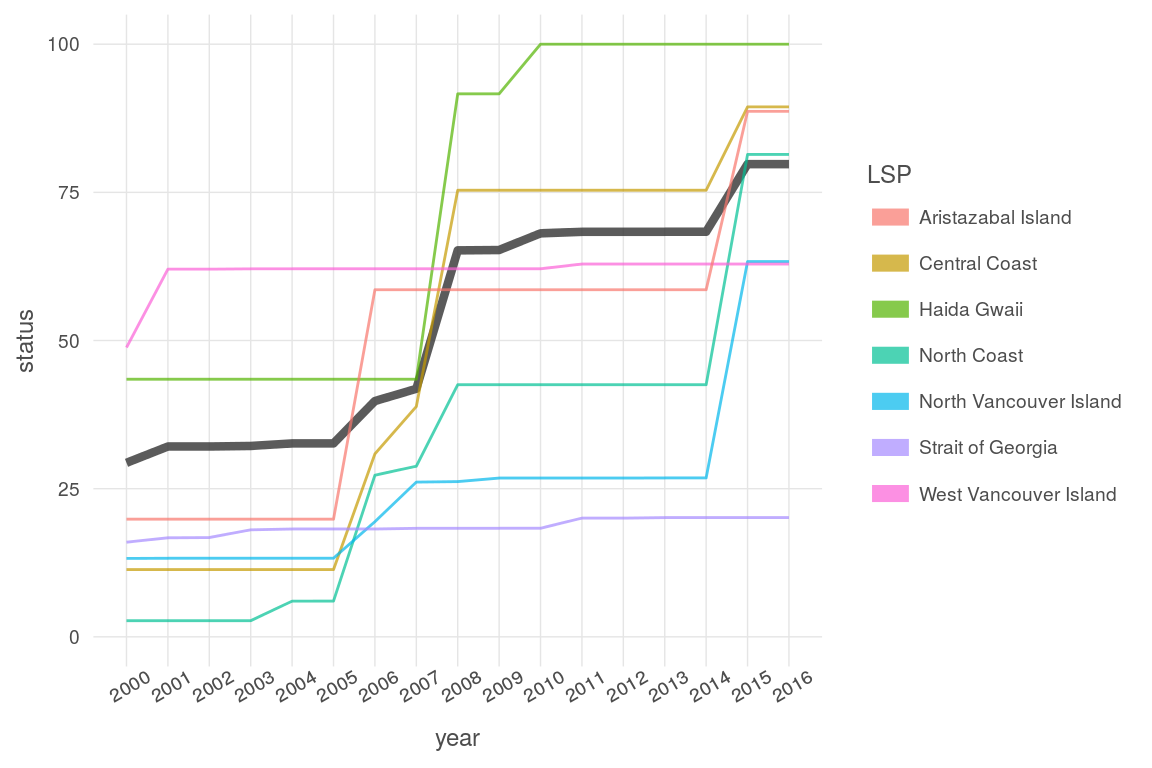 status
100
75
50
25
0
2000 2001 2002 2003 2004 2005 2006 2007 2008 2009 2010 2011 2012 2013 2014 2015 2016
year
LSP
Aristazabal Island
Central Coast
Haida Gwaii
North Coast
North Vancouver Island
Strait of Georgia
West Vancouver Island